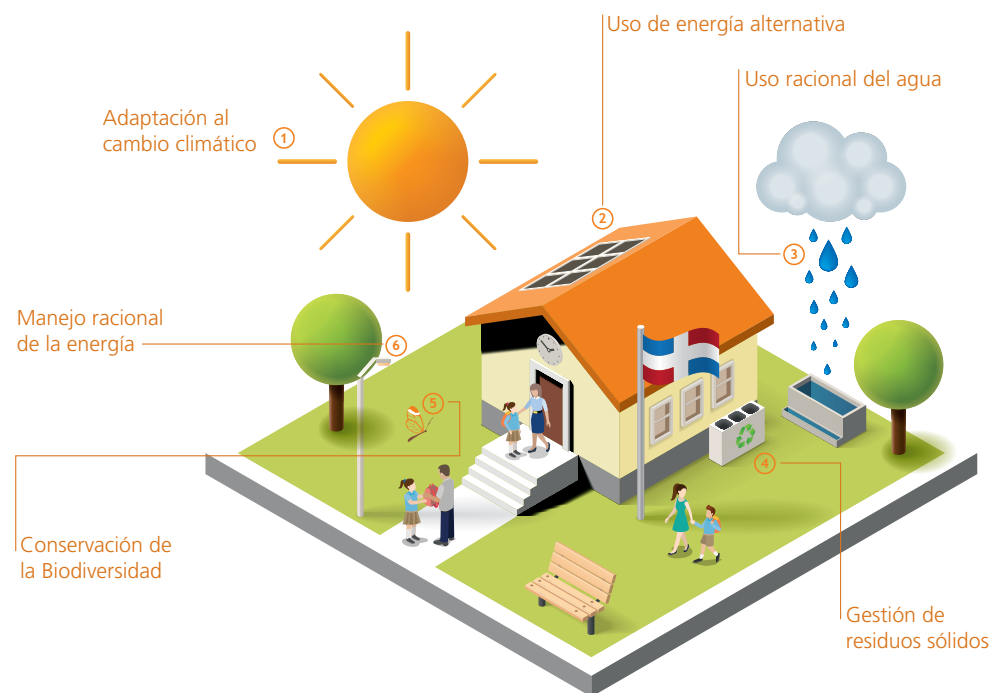 Uso de energía alternativa
Uso racional del agua
Adaptación al
cambio climático
1
2
3
Manejo racional
de la energía
6
5
4
Conservación de
la Biodiversidad
Gestión de
residuos sólidos